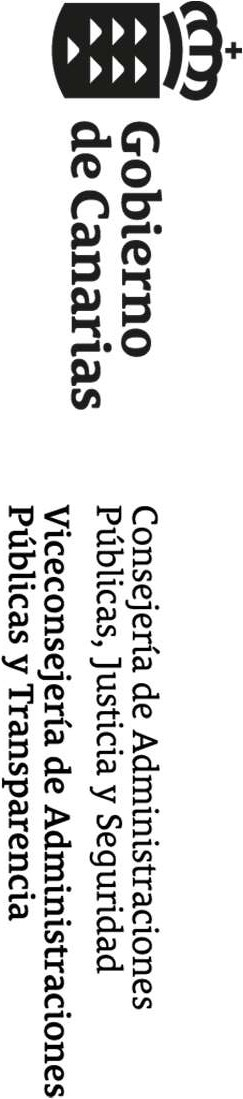 Gobierno
de Canarias
Consejería de Administraciones
Públicas, Justicia y Seguridad
Viceconsejería de Administraciones
Públicas y Transparencia